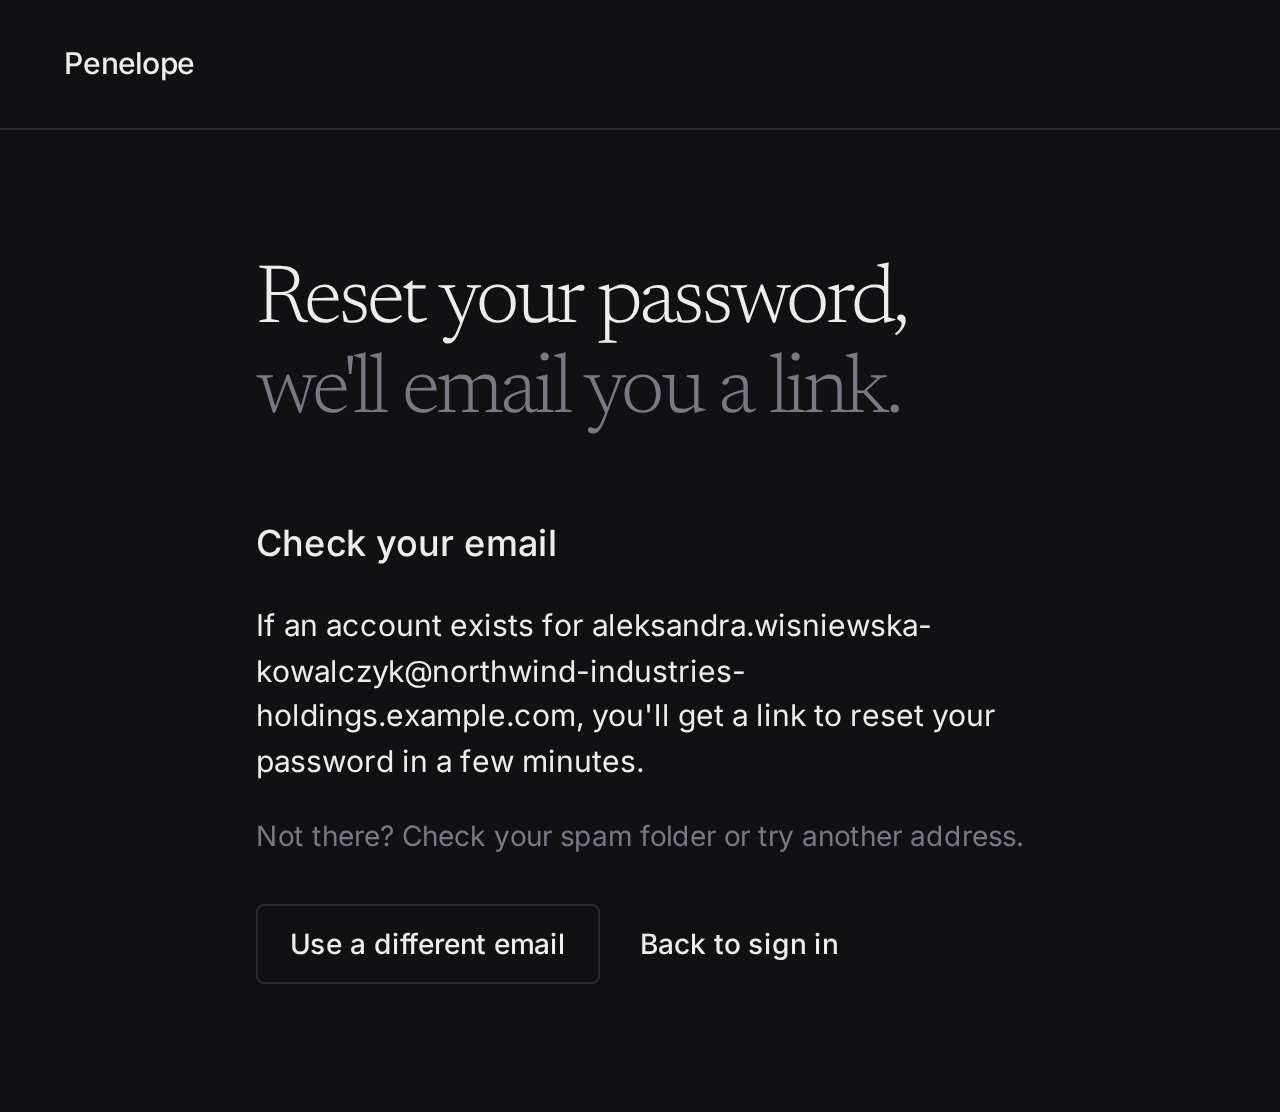 Penelope
Reset your password,
we'll email you a link.
Check your email
If an account exists for aleksandra.wisniewska-
kowalczyk@northwind-industries-
holdings.example.com, you'll get a link to reset your
password in a few minutes.
Not there? Check your spam folder or try another address.
Use a different email
Back to sign in